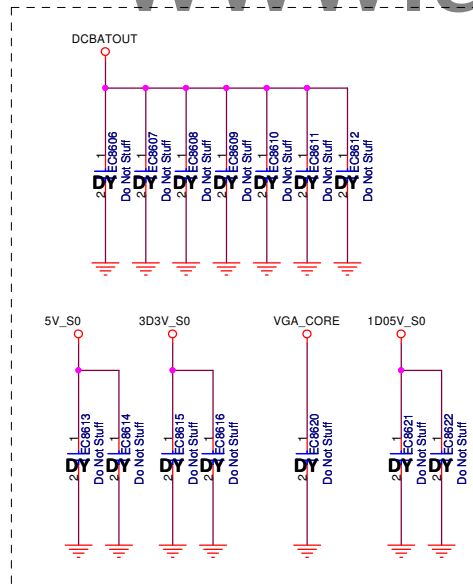 DCBATOUT
1
EC8606
DY
2
Do Not Stuff
1
EC8607
DY
2
Do Not Stuff
1
EC8608
DY
2
Do Not Stuff
1
EC8609
DY
2
Do Not Stuff
1
EC8610
DY
2
Do Not Stuff
1
EC8611
DY
2
Do Not Stuff
1
EC8612
DY
2
Do Not Stuff
5V_S0
3D3V_S0
VGA_CORE
1D05V_S0
1
EC8613
DY
2
Do Not Stuff
1
EC8614
DY
2
Do Not Stuff
1
EC8615
DY
2
Do Not Stuff
1
EC8616
DY
2
Do Not Stuff
1
EC8620
DY
2
Do Not Stuff
1
EC8621
DY
2
Do Not Stuff
1
EC8622
DY
2
Do Not Stuff